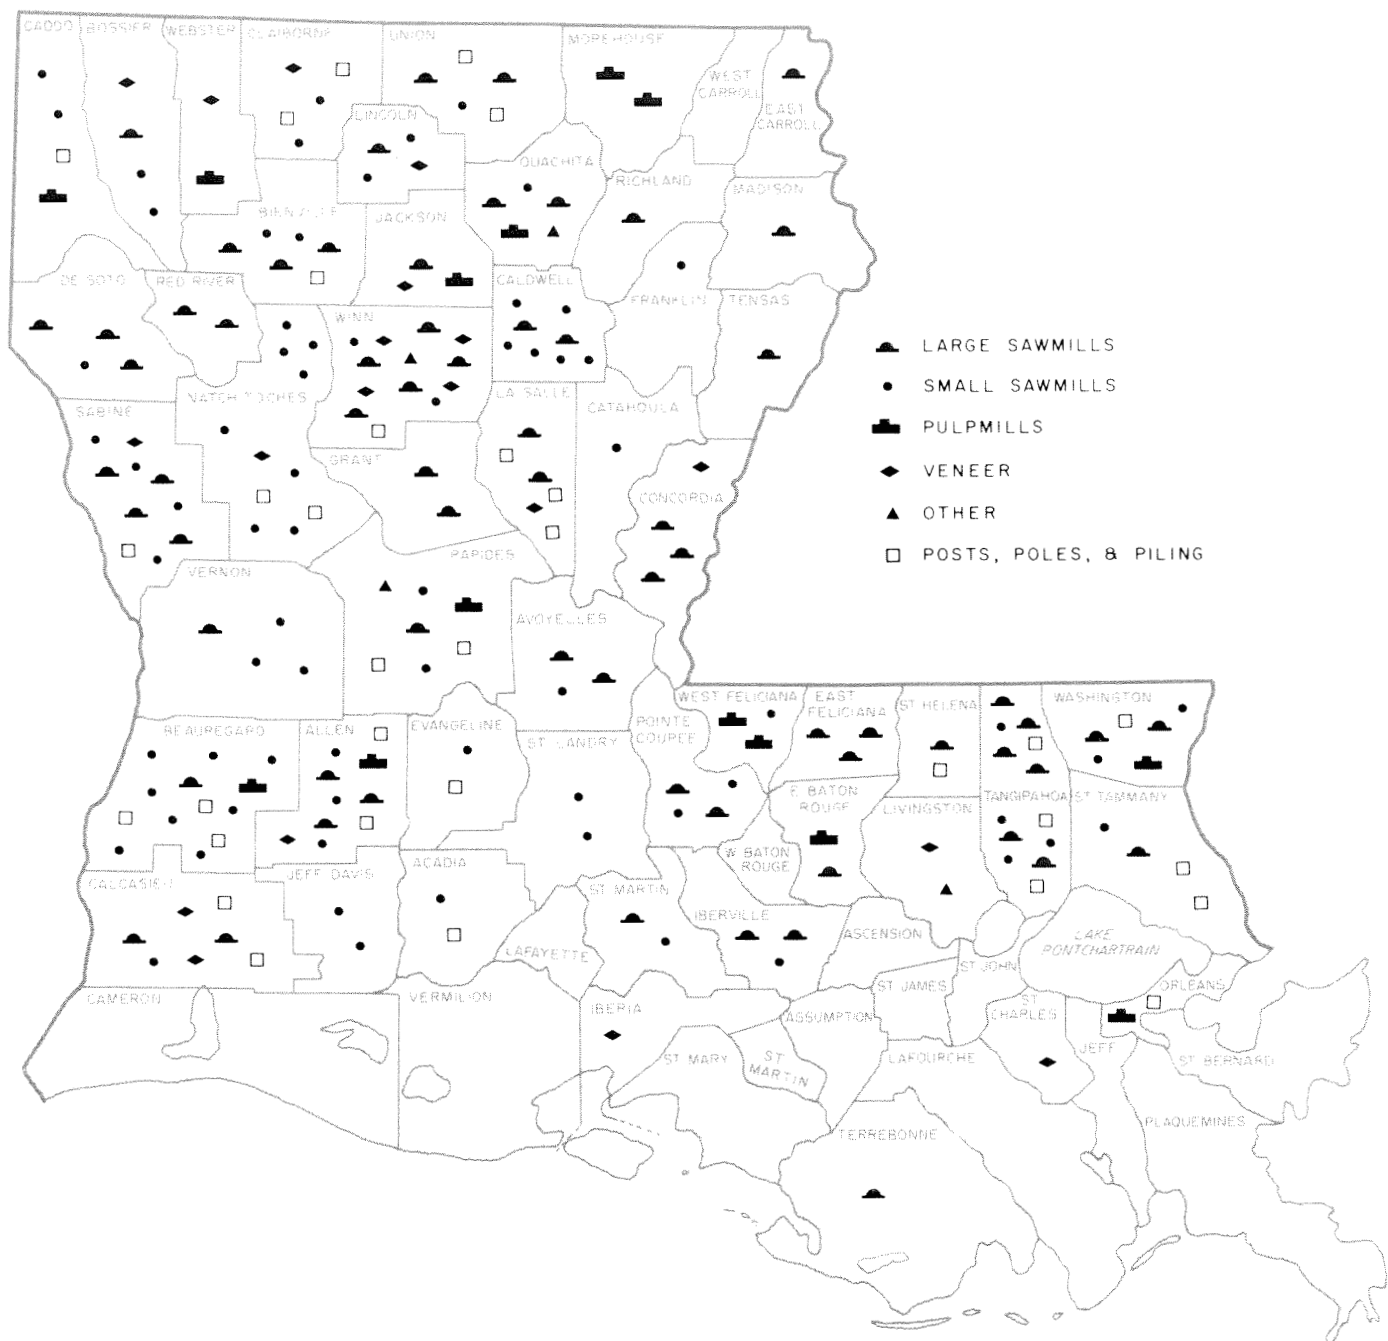 CADDO
BOSSIER
WEBSTER
CLAIBORNE
UNION
MOREHOUSE
WEST
CARROLL
EAST
CARROLL
LINCOLN
OUACHITA
RICHLAND
MADISON
BIENVILLE
JACKSON
DE SOTO
RED RIVER
CALDWELL
FRANKLIN
TENSAS
WINN
NATCHITOCHES
LA SALLE
CATAHOULA
SABINE
GRANT
CONCORDIA
RAPIDES
VERNON
AVOYELLES
LARGE SAWMILLS
SMALL SAWMILLS
PULPMILLS
VENEER
OTHER
POSTS, POLES, & PILING
WEST FELICIANA
EAST
FELICIANA
ST HELENA
WASHINGTON
BEAUREGARD
ALLEN
EVANGELINE
ST LANDRY
POINTE
COUPEE
E BATON
ROUGE
LIVINGSTON
TANGIPAHOA
ST TAMMANY
W BATON
ROUGE
CALCASIEU
JEFF DAVIS
ACADIA
ST MARTIN
IBERVILLE
LAFAYETTE
ASCENSION
LAKE
PONTCHARTRAIN
ST JOHN
ST JAMES
ORLEANS
CAMERON
VERMILION
IBERIA
ASSUMPTION
ST
CHARLES
ST MARY
ST
MARTIN
LAFOURCHE
JEFF
ST BERNARD
PLAQUEMINES
TERREBONNE